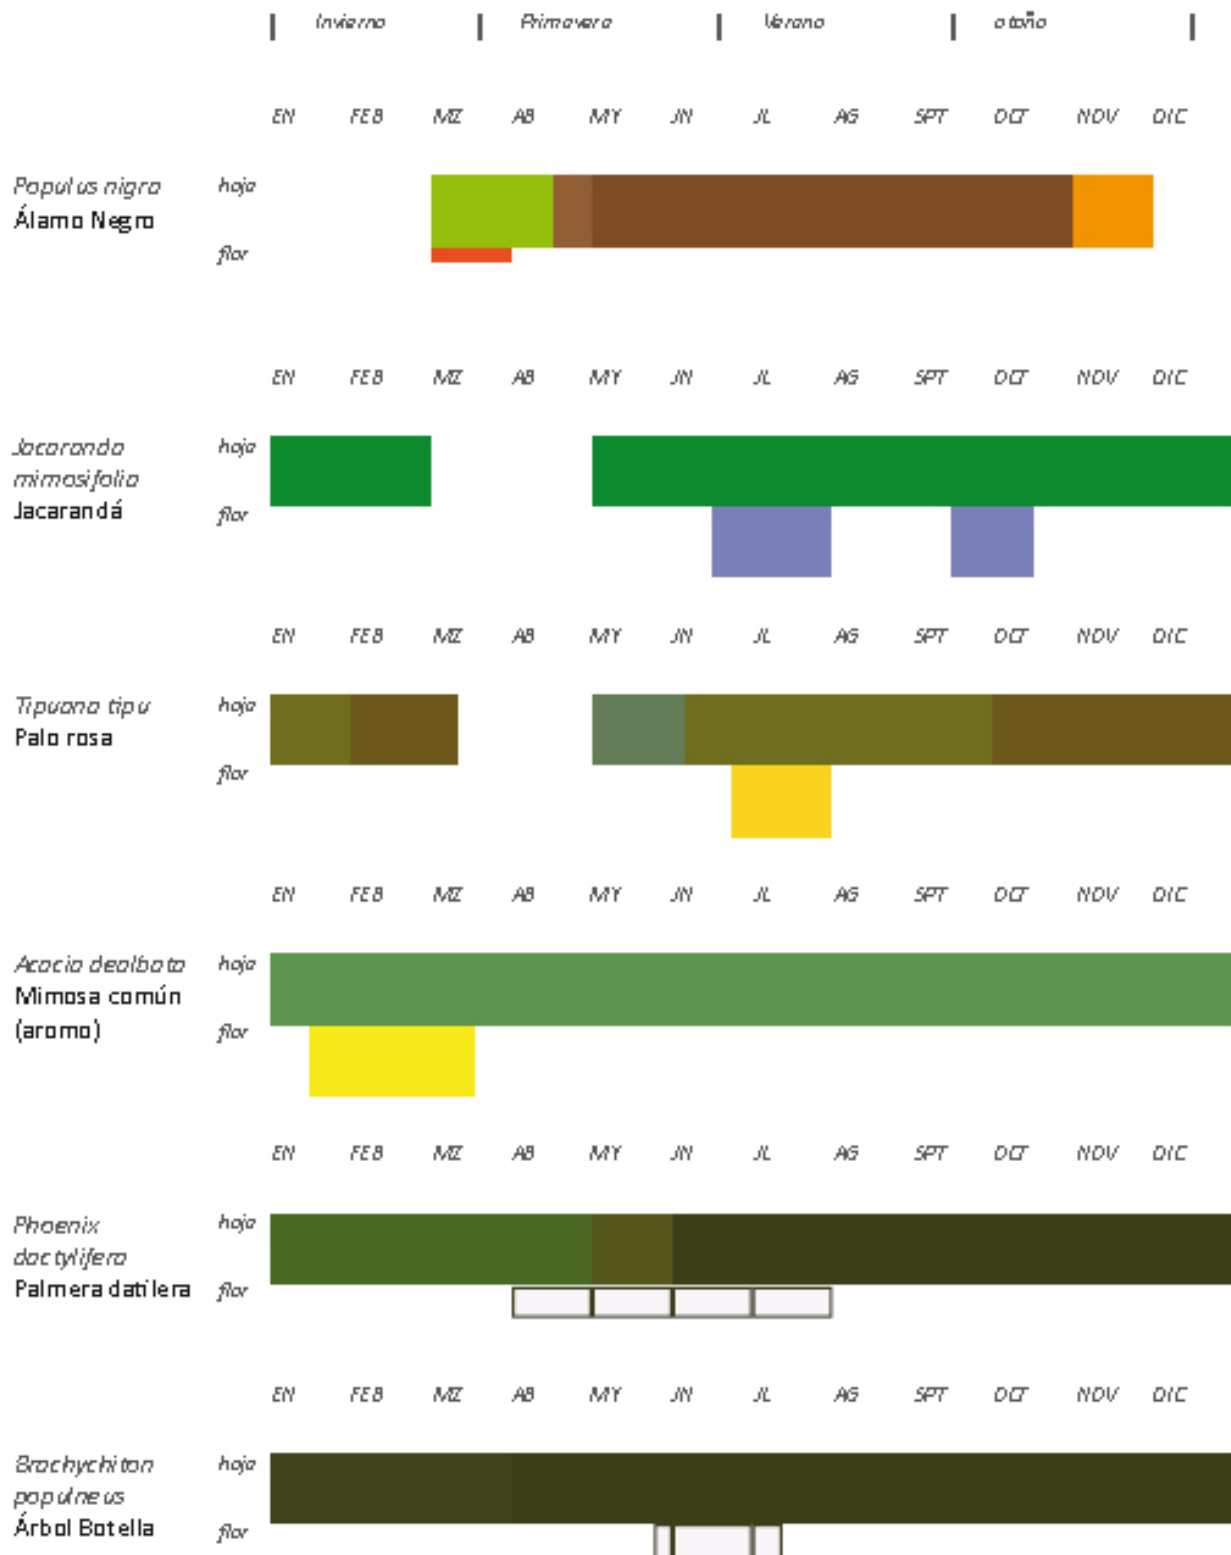 Invierno Primavera Verano otoño
EN FEB MZ AB MY JN JL AG SPT OCT NOV DIC
Populus nigra hoja
Álamo Negro
flor
EN FEB MZ AB MY JN JL AG SPT OCT NOV DIC
Jacaranda hoja
mimosifolia
Jacarandá flor
EN FEB MZ AB MY JN JL AG SPT OCT NOV DIC
Tipuana tipu hoja
Palo rosa
flor
EN FEB MZ AB MY JN JL AG SPT OCT NOV DIC
Acacia dealbata hoja
Mimosa común
(aromo) flor
EN FEB MZ AB MY JN JL AG SPT OCT NOV DIC
Phoenix hoja
dactylifera
Palmera datilera flor
EN FEB MZ AB MY JN JL AG SPT OCT NOV DIC
Brachychiton hoja
populneus
Árbol Botella flor